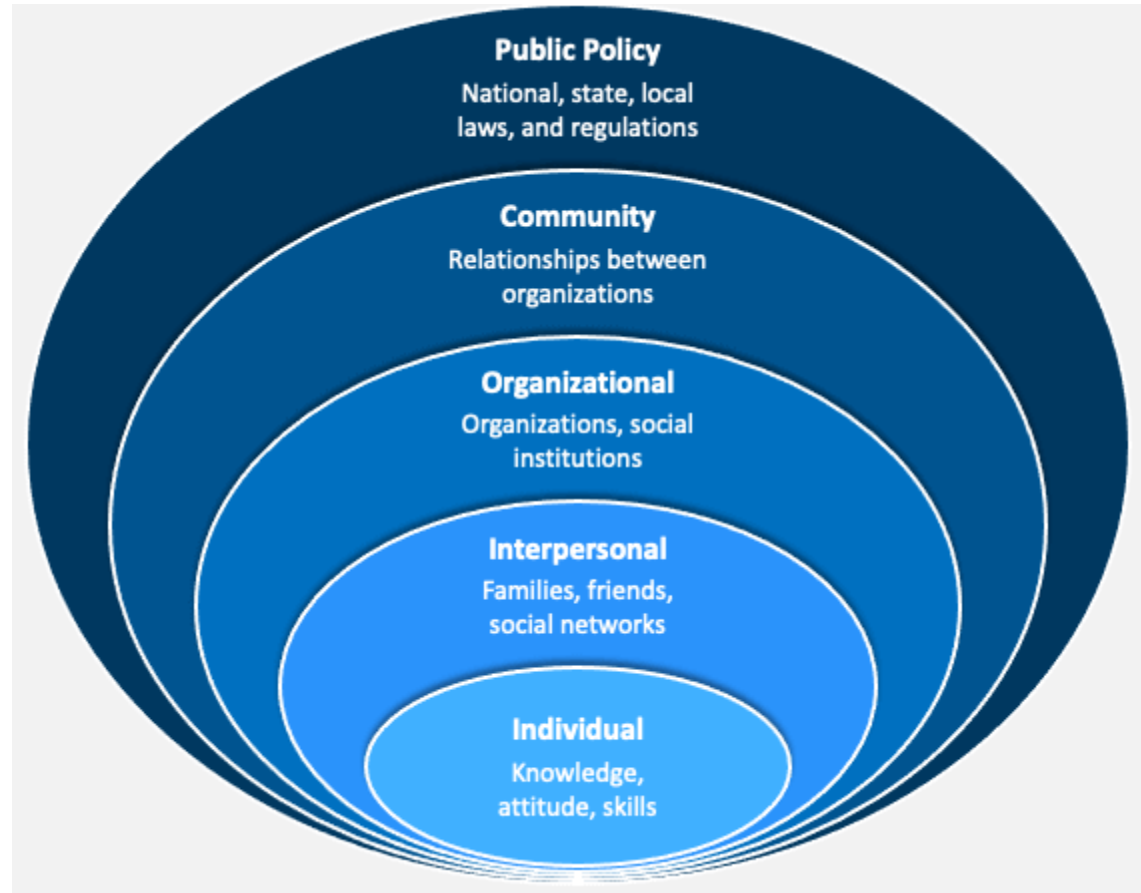 Public Policy
National, state, local
laws, and regulations
Community
Relationships between
organizations
Organizational
Organizations, social
institutions
Interpersonal
Families, friends,
social networks
Individual
Knowledge,
attitude, skills